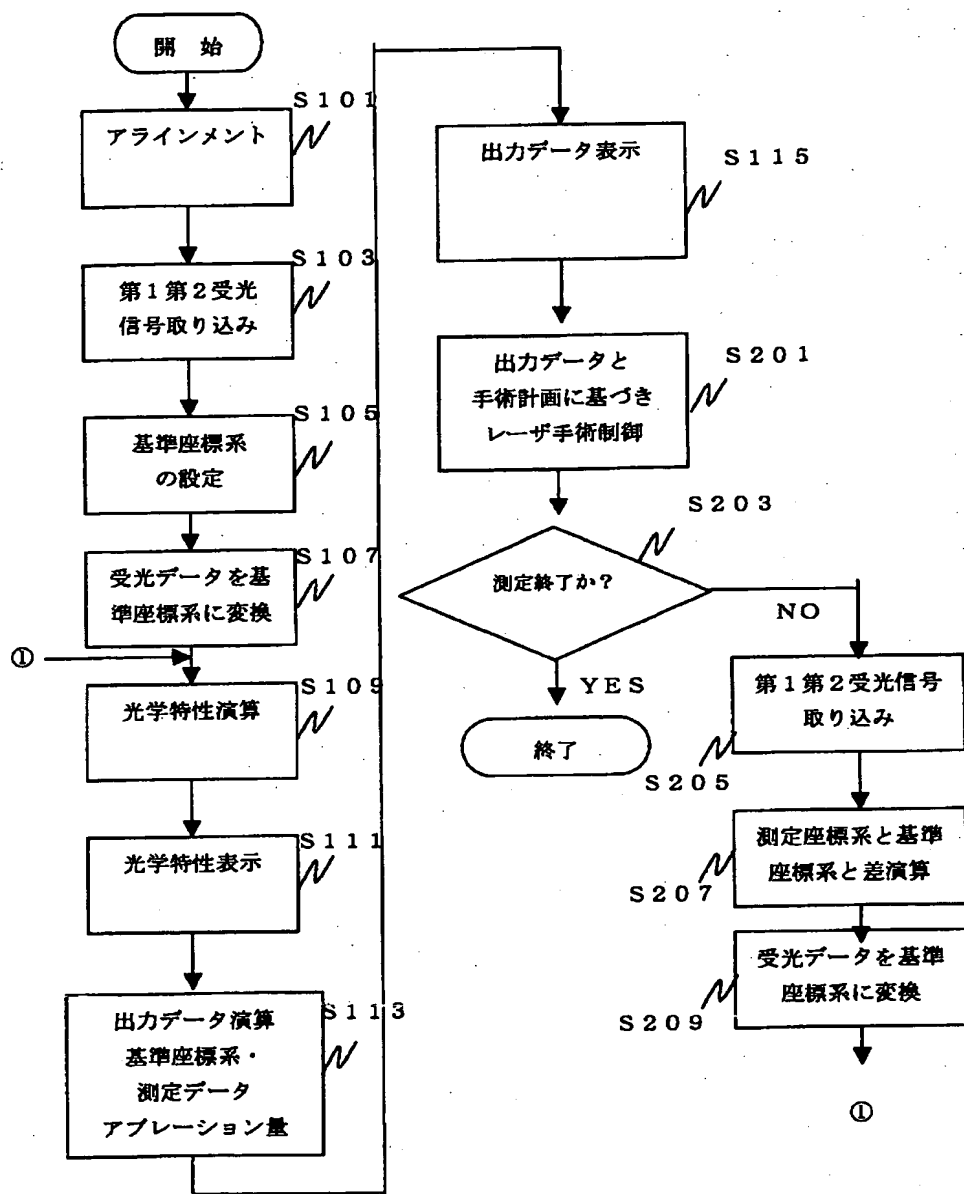 開 始
S101
アラインメント
S103
第1第2受光
信号取り込み
S105
基準座標系
の設定
S107
受光データを基
準座標系に変換
①
S109
光学特性演算
S111
光学特性表示
S113
出力データ演算
基準座標系・
測定データ
アブレーション量
出力データ表示
S115
出力データと
手術計画に基づき
レーザ手術制御
S201
S203
測定終了か?
NO
YES
終了
第1第2受光信号
取り込み
S205
測定座標系と基準
座標系と差演算
S207
受光データを基準
座標系に変換
S209
①